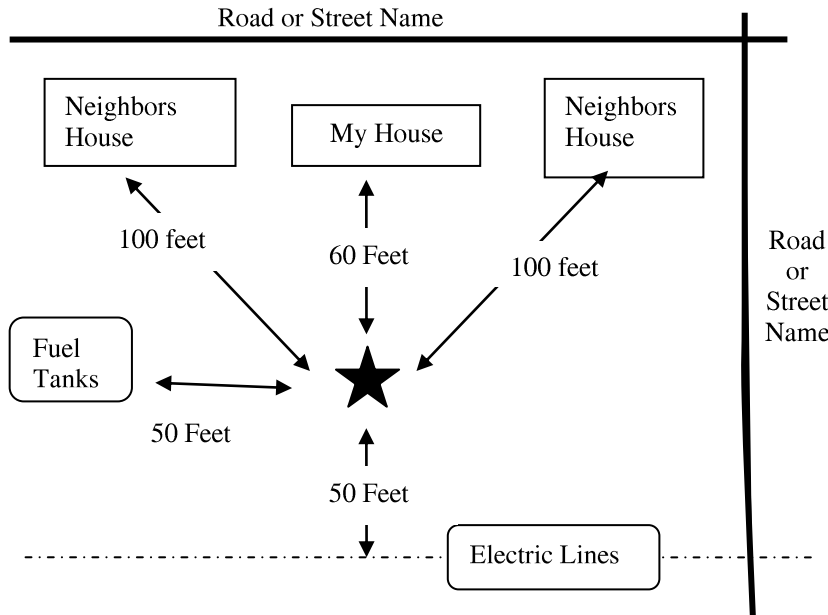 Road or Street Name
Neighbors
House
My House
Neighbors
House
100 feet
60 Feet
100 feet
Road
or
Street
Name
Fuel
Tanks
50 Feet
50 Feet
Electric Lines